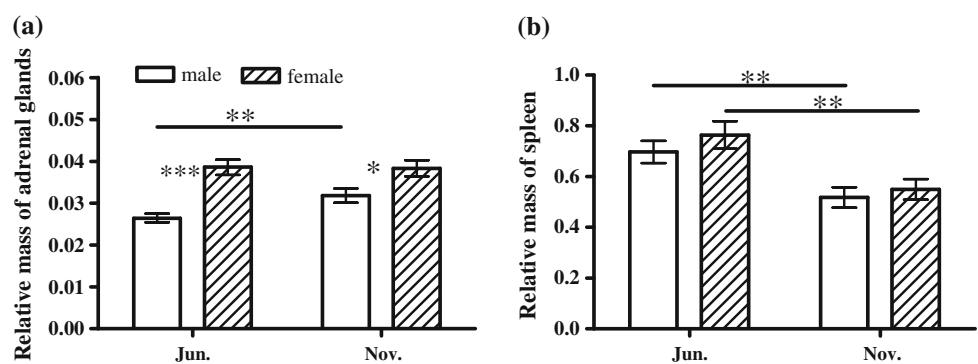 (a)
Relative mass of adrenal glands
0.06
0.05
0.04
0.03
0.02
0.01
0.00
male
female
**
***
*
Jun.
Nov.
(b)
Relative mass of spleen
1.0
0.8
0.6
0.4
0.2
0.0
**
**
Jun.
Nov.